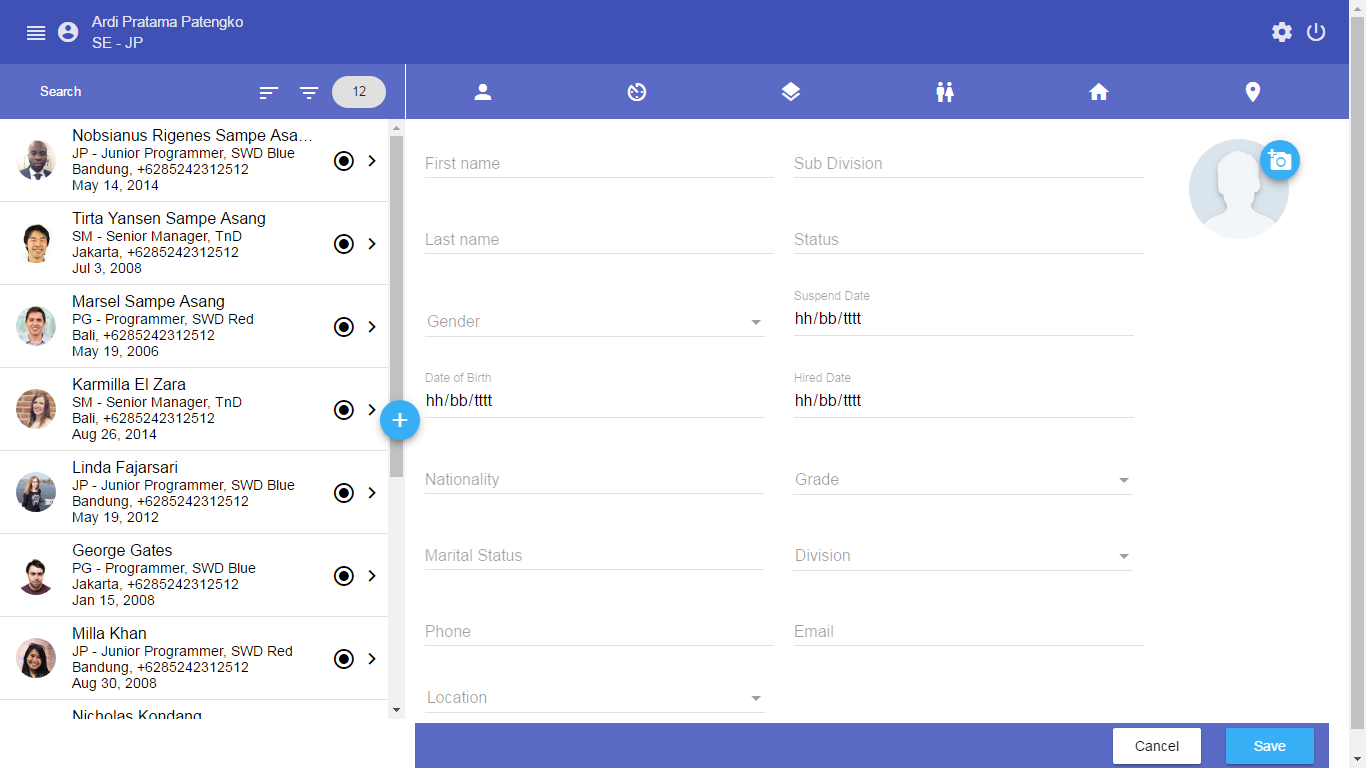 Ardi Pratama Patengko
SE - JP
Search
12
Nobsianus Rigenes Sampe Asa...
JP - Junior Programmer, SWD Blue
Bandung, +6285242312512
May 14, 2014
Tirta Yansen Sampe Asang
SM - Senior Manager, TnD
Jakarta, +6285242312512
Jul 3, 2008
Marsel Sampe Asang
PG - Programmer, SWD Red
Bali, +6285242312512
May 19, 2006
Karmilla El Zara
SM - Senior Manager, TnD
Bali, +6285242312512
Aug 26, 2014
Linda Fajarsari
JP - Junior Programmer, SWD Blue
Bandung, +6285242312512
May 19, 2012
George Gates
PG - Programmer, SWD Blue
Jakarta, +6285242312512
Jan 15, 2008
Milla Khan
JP - Junior Programmer, SWD Red
Bandung, +6285242312512
Aug 30, 2008
Nicholas Kondang
First name
Sub Division
Last name
Status
Gender
Suspend Date
hh/bb/tttt
Date of Birth
hh/bb/tttt
Hired Date
hh/bb/tttt
Nationality
Grade
Marital Status
Division
Phone
Email
Location
Cancel
Save